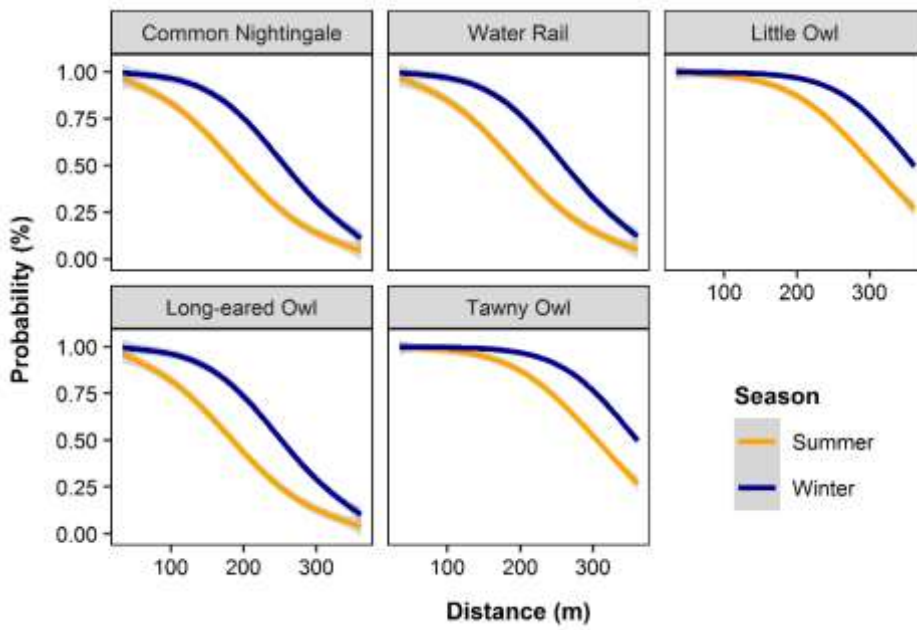 Common Nightingale
Water Rail
Little Owl
1.00
0.75
0.50
0.25
0.00
100 200 300
Long-eared Owl
Tawny Owl
1.00
0.75
0.50
0.25
0.00
100 200 300
100 200 300
Probability (%)
Distance (m)
Season
Summer
Winter